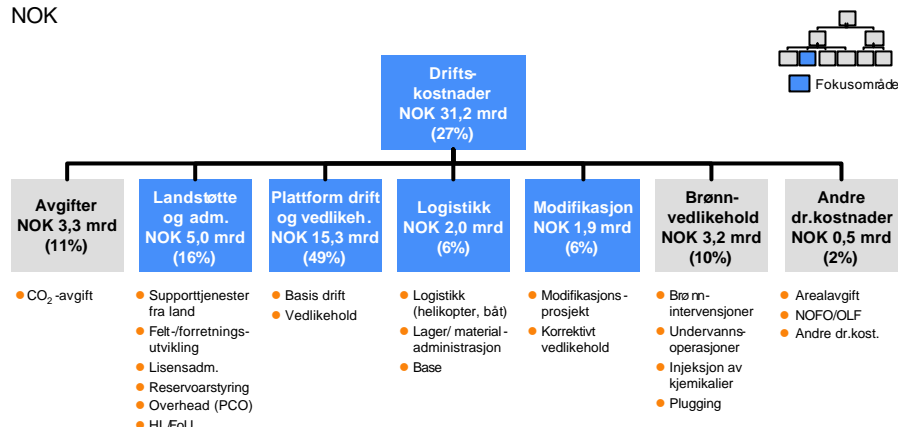 NOK
Fokusområde
Drifts-
kostnader
NOK 31,2 mrd
(27%)
Avgifter
NOK 3,3 mrd
(11%)
Landstøtte
og adm.
NOK 5,0 mrd
(16%)
Plattform drift
og vedlikeh.
NOK 15,3 mrd
(49%)
Logistikk
NOK 2,0 mrd
(6%)
Modifikasjon
NOK 1,9 mrd
(6%)
Brønn-
vedlikehold
NOK 3,2 mrd
(10%)
Andre
dr.kostnader
NOK 0,5 mrd
(2%)
CO₂-avgift
Supporttjenester
fra land
Felt-/forretnings-
utvikling
Lisensadm.
Reservoarstyring
Overhead (PCO)
Basis drift
Vedlikehold
Logistikk
(helikopter, båt)
Lager/ material-
administrasjon
Base
Modifikasjons-
prosjekt
Korrektivt
vedlikehold
Brønn-
intervensjoner
Undervanns-
operasjoner
Injeksjon av
kjemikalier
Plugging
Arealavgift
NOFO/OLF
Andre dr.kost.